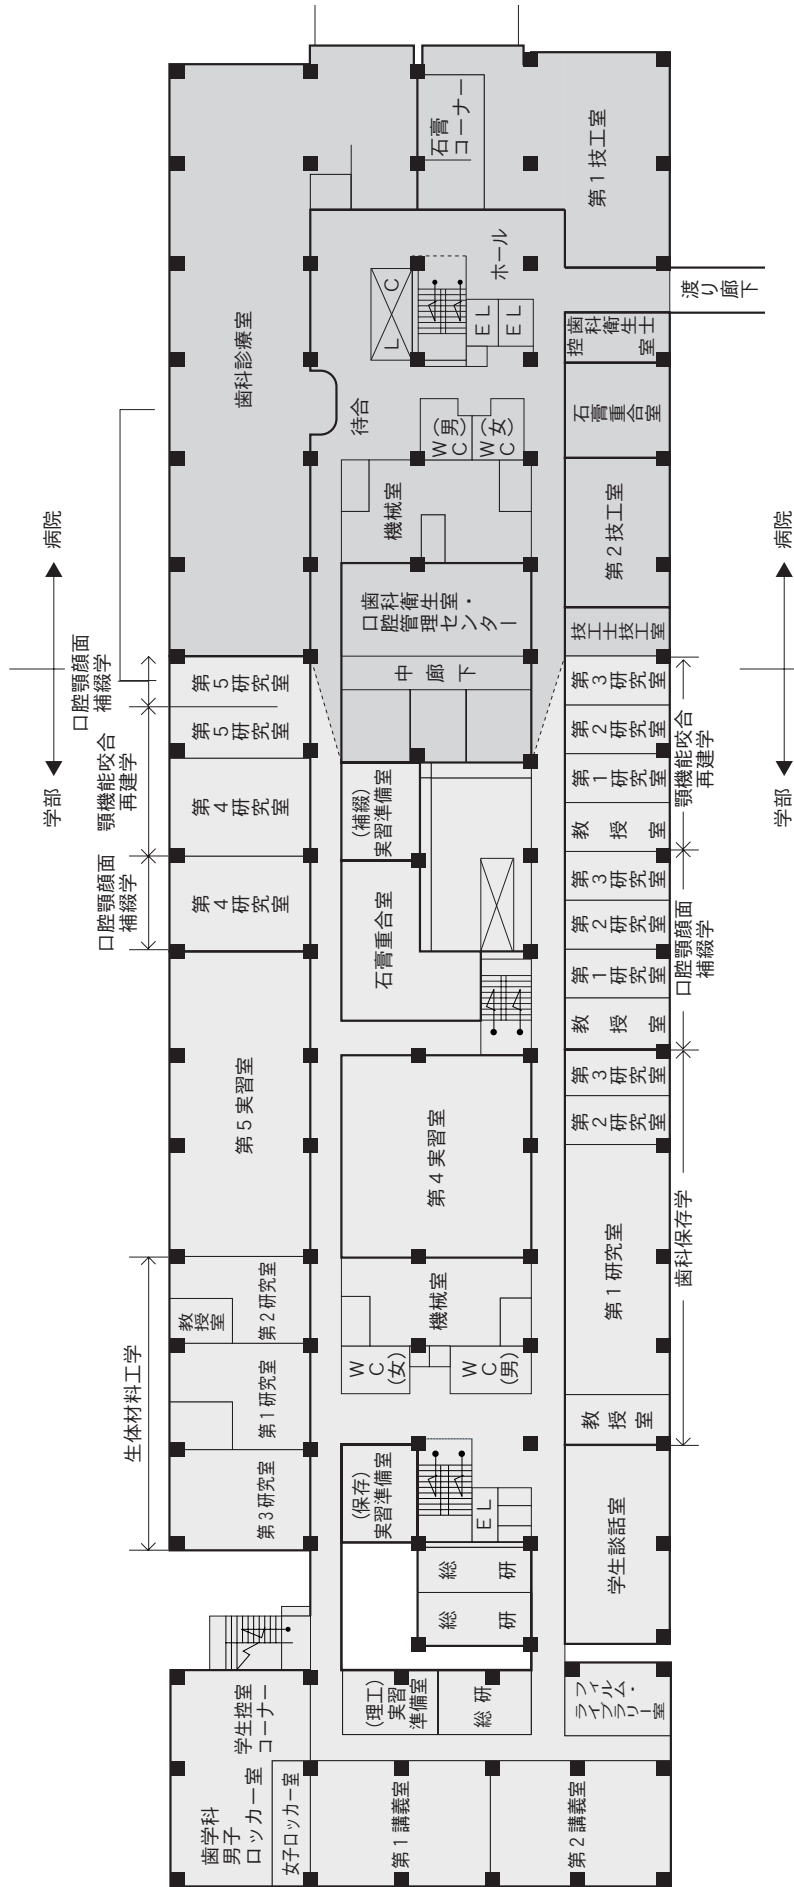 石膏
コーナー
第１技工室
ホール
Ｌ Ｃ
ＥＬ
ＥＬ
渡り廊下
歯科衛生士
控室
歯科診療室
待合
ＷＣ
(男)
ＷＣ
(女)
石膏重合室
機械室
第２技工室
歯科衛生室・
口腔管理センター
技工士技工室
病院
病院
学部
学部
中廊下
口腔顎顔面
補綴学
顎機能咬合
再建学
口腔顎顔面
補綴学
第５
研究室
第５
研究室
第４
研究室
第４
研究室
(補綴)
実習準備室
石膏重合室
第３
研究室
第２
研究室
第１
研究室
教授室
顎機能咬合
再建学
第３
研究室
第２
研究室
第１
研究室
教授室
口腔顎顔面
補綴学
第５実習室
第４実習室
第３
研究室
第２
研究室
第１研究室
教授室
歯科保存学
生体材料工学
教授室
第２研究室
第１研究室
第３研究室
機械室
ＷＣ
(女)
ＷＣ
(男)
(保存)
実習準備室
ＥＬ
総研
総研
学生談話室
学生控室
コーナー
(理工)
実習
準備室
総研
フィルム・
ライブラリー室
歯学科
男子
ロッカー室
女子ロッカー室
第１講義室
第２講義室